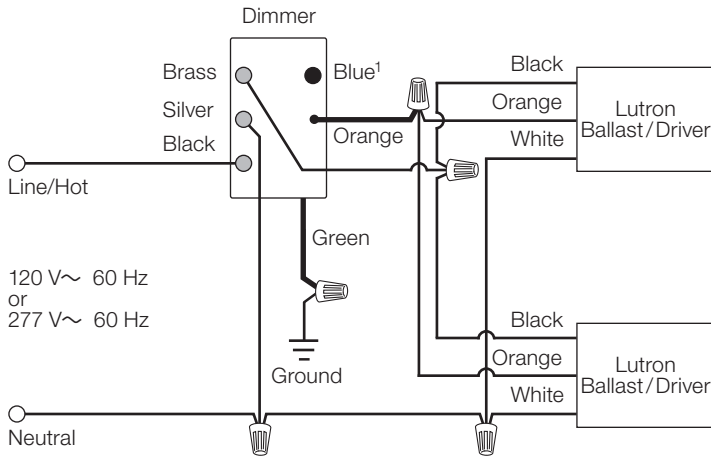 Dimmer
Brass
Blue¹
Silver
Orange
Black
Line/Hot
Green
120 V~ 60 Hz
or
277 V~ 60 Hz
Ground
Neutral
Black
Orange
White
Lutron
Ballast/Driver
Black
Orange
White
Lutron
Ballast/Driver